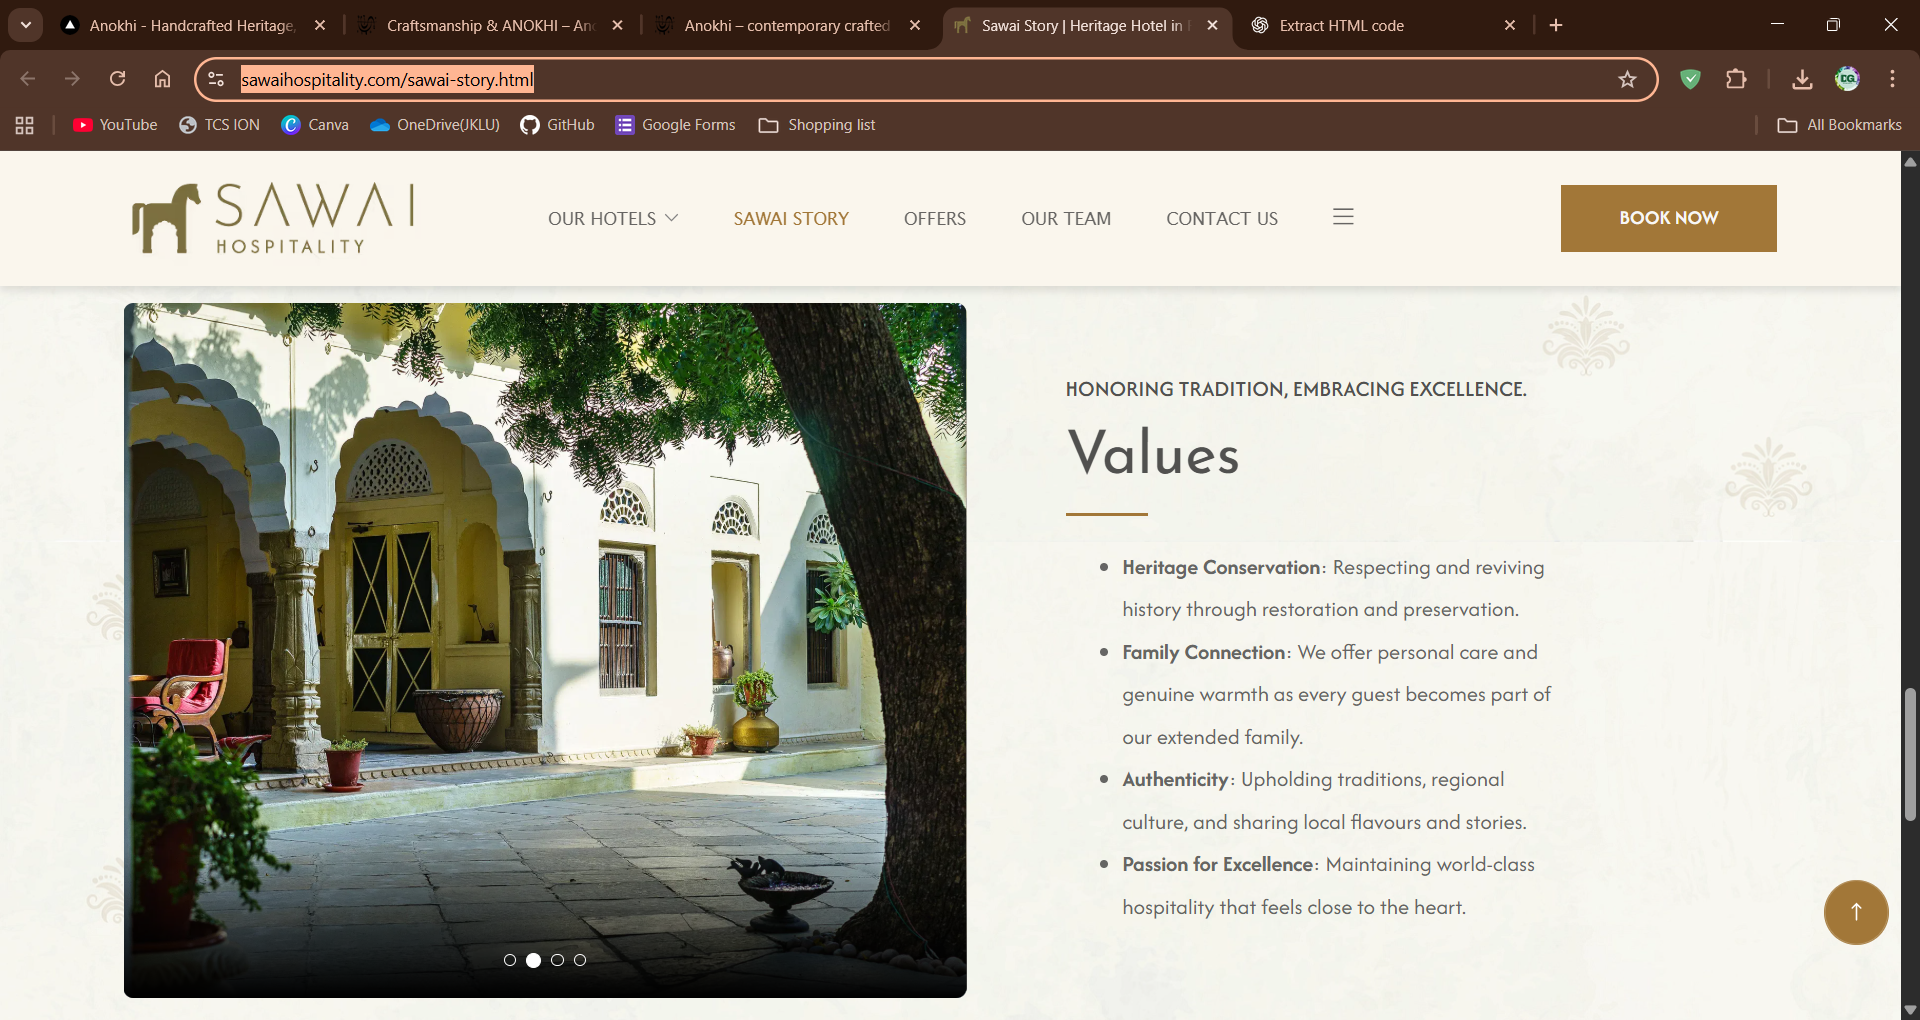 Anokhi - Handcrafted Heritage,
Craftsmanship & ANOKHI – An
Anokhi – contemporary crafted
Sawai Story | Heritage Hotel in
Extract HTML code
sawaihospitality.com/sawai-story.html
DG
YouTube
TCS ION
Canva
OneDrive(JKLU)
GitHub
Google Forms
Shopping list
All Bookmarks
SAWAI
HOSPITALITY
OUR HOTELS
SAWAI STORY
OFFERS
OUR TEAM
CONTACT US
BOOK NOW
HONORING TRADITION, EMBRACING EXCELLENCE.
Values
• Heritage Conservation: Respecting and reviving
history through restoration and preservation.
• Family Connection: We offer personal care and
genuine warmth as every guest becomes part of
our extended family.
• Authenticity: Upholding traditions, regional
culture, and sharing local flavours and stories.
• Passion for Excellence: Maintaining world-class
hospitality that feels close to the heart.